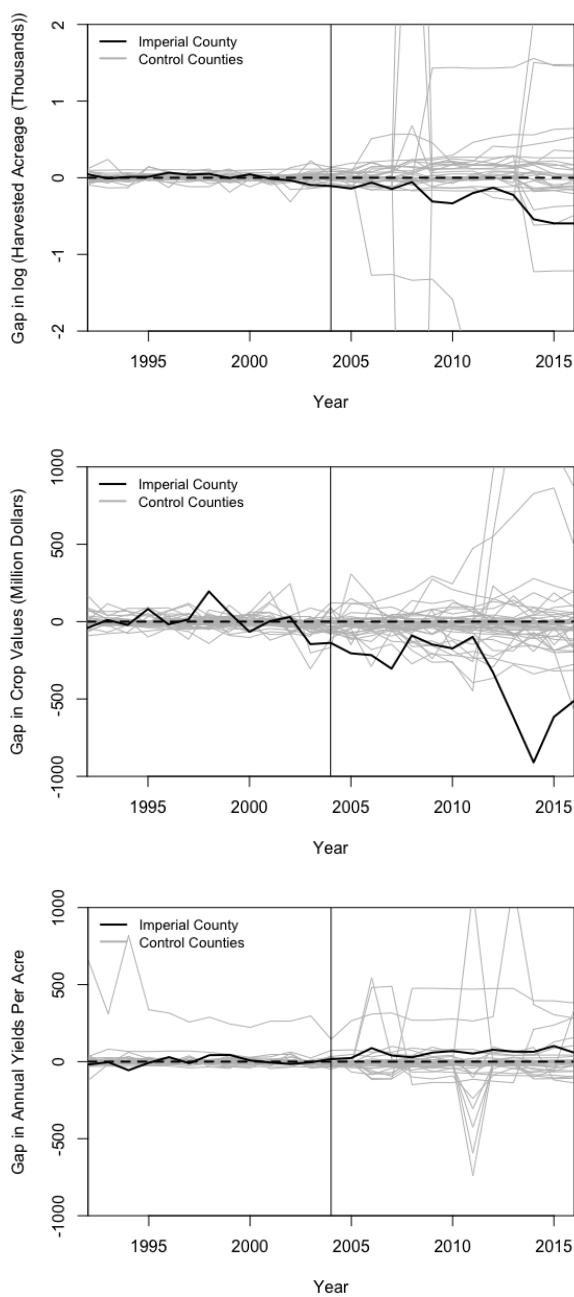 Gap in log (Harvested Acreage (Thousands))
2
1
0
-1
-2
Imperial County
Control Counties
1995 2000 2005 2010 2015
Year
Gap in Crop Values (Million Dollars)
1000
500
0
-500
-1000
Imperial County
Control Counties
1995 2000 2005 2010 2015
Year
Gap in Annual Yields Per Acre
1000
500
0
-500
-1000
Imperial County
Control Counties
1995 2000 2005 2010 2015
Year